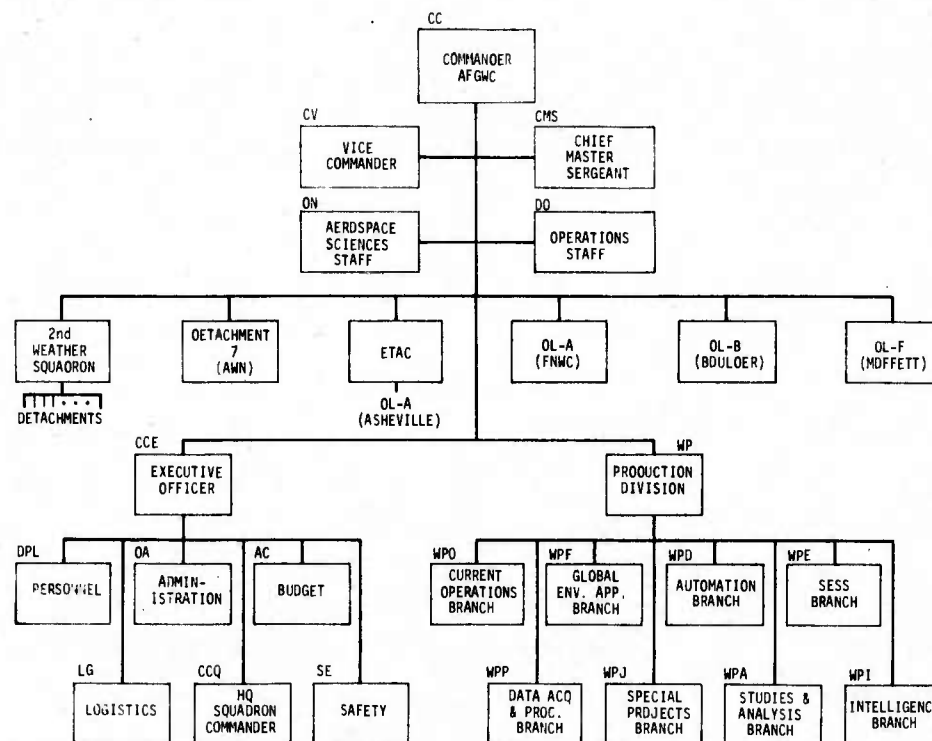 CC
COMMANOER
AFGWC
CV
VICE
COMMANDER
CMS
CHIEF
MASTER
SERGEANT
ON
AERDSPACE
SCIENCES
STAFF
DO
OPERATIONS
STAFF
2nd
WEATHER
SQUAORON
DETACHMENTS
OETACHMENT
7
(AWN)
ETAC
OL-A
(ASHEVILLE)
OL-A
(FNWC)
OL-B
(BDULOER)
OL-F
(MDFFETT)
CCE
EXECUTIVE
OFFICER
WP
PROOUCTION
DIVISION
DPL
PERSONNEL
OA
ADMIN-
ISTRATION
AC
BUDGET
WPO
CURRENT
OPERATIONS
BRANCH
WPF
GLOBAL
ENV. APP.
BRANCH
WPD
AUTOMATION
BRANCH
WPE
SESS
BRANCH
LG
LOGISTICS
CCQ
HQ
SQUADRON
COMMANDER
SE
SAFETY
WPP
DATA ACQ
& PROC.
BRANCH
WPJ
SPECIAL
PRDJECTS
BRANCH
WPA
STUDIES &
ANALYSIS
BRANCH
WPI
INTELLIGENC
BRANCH